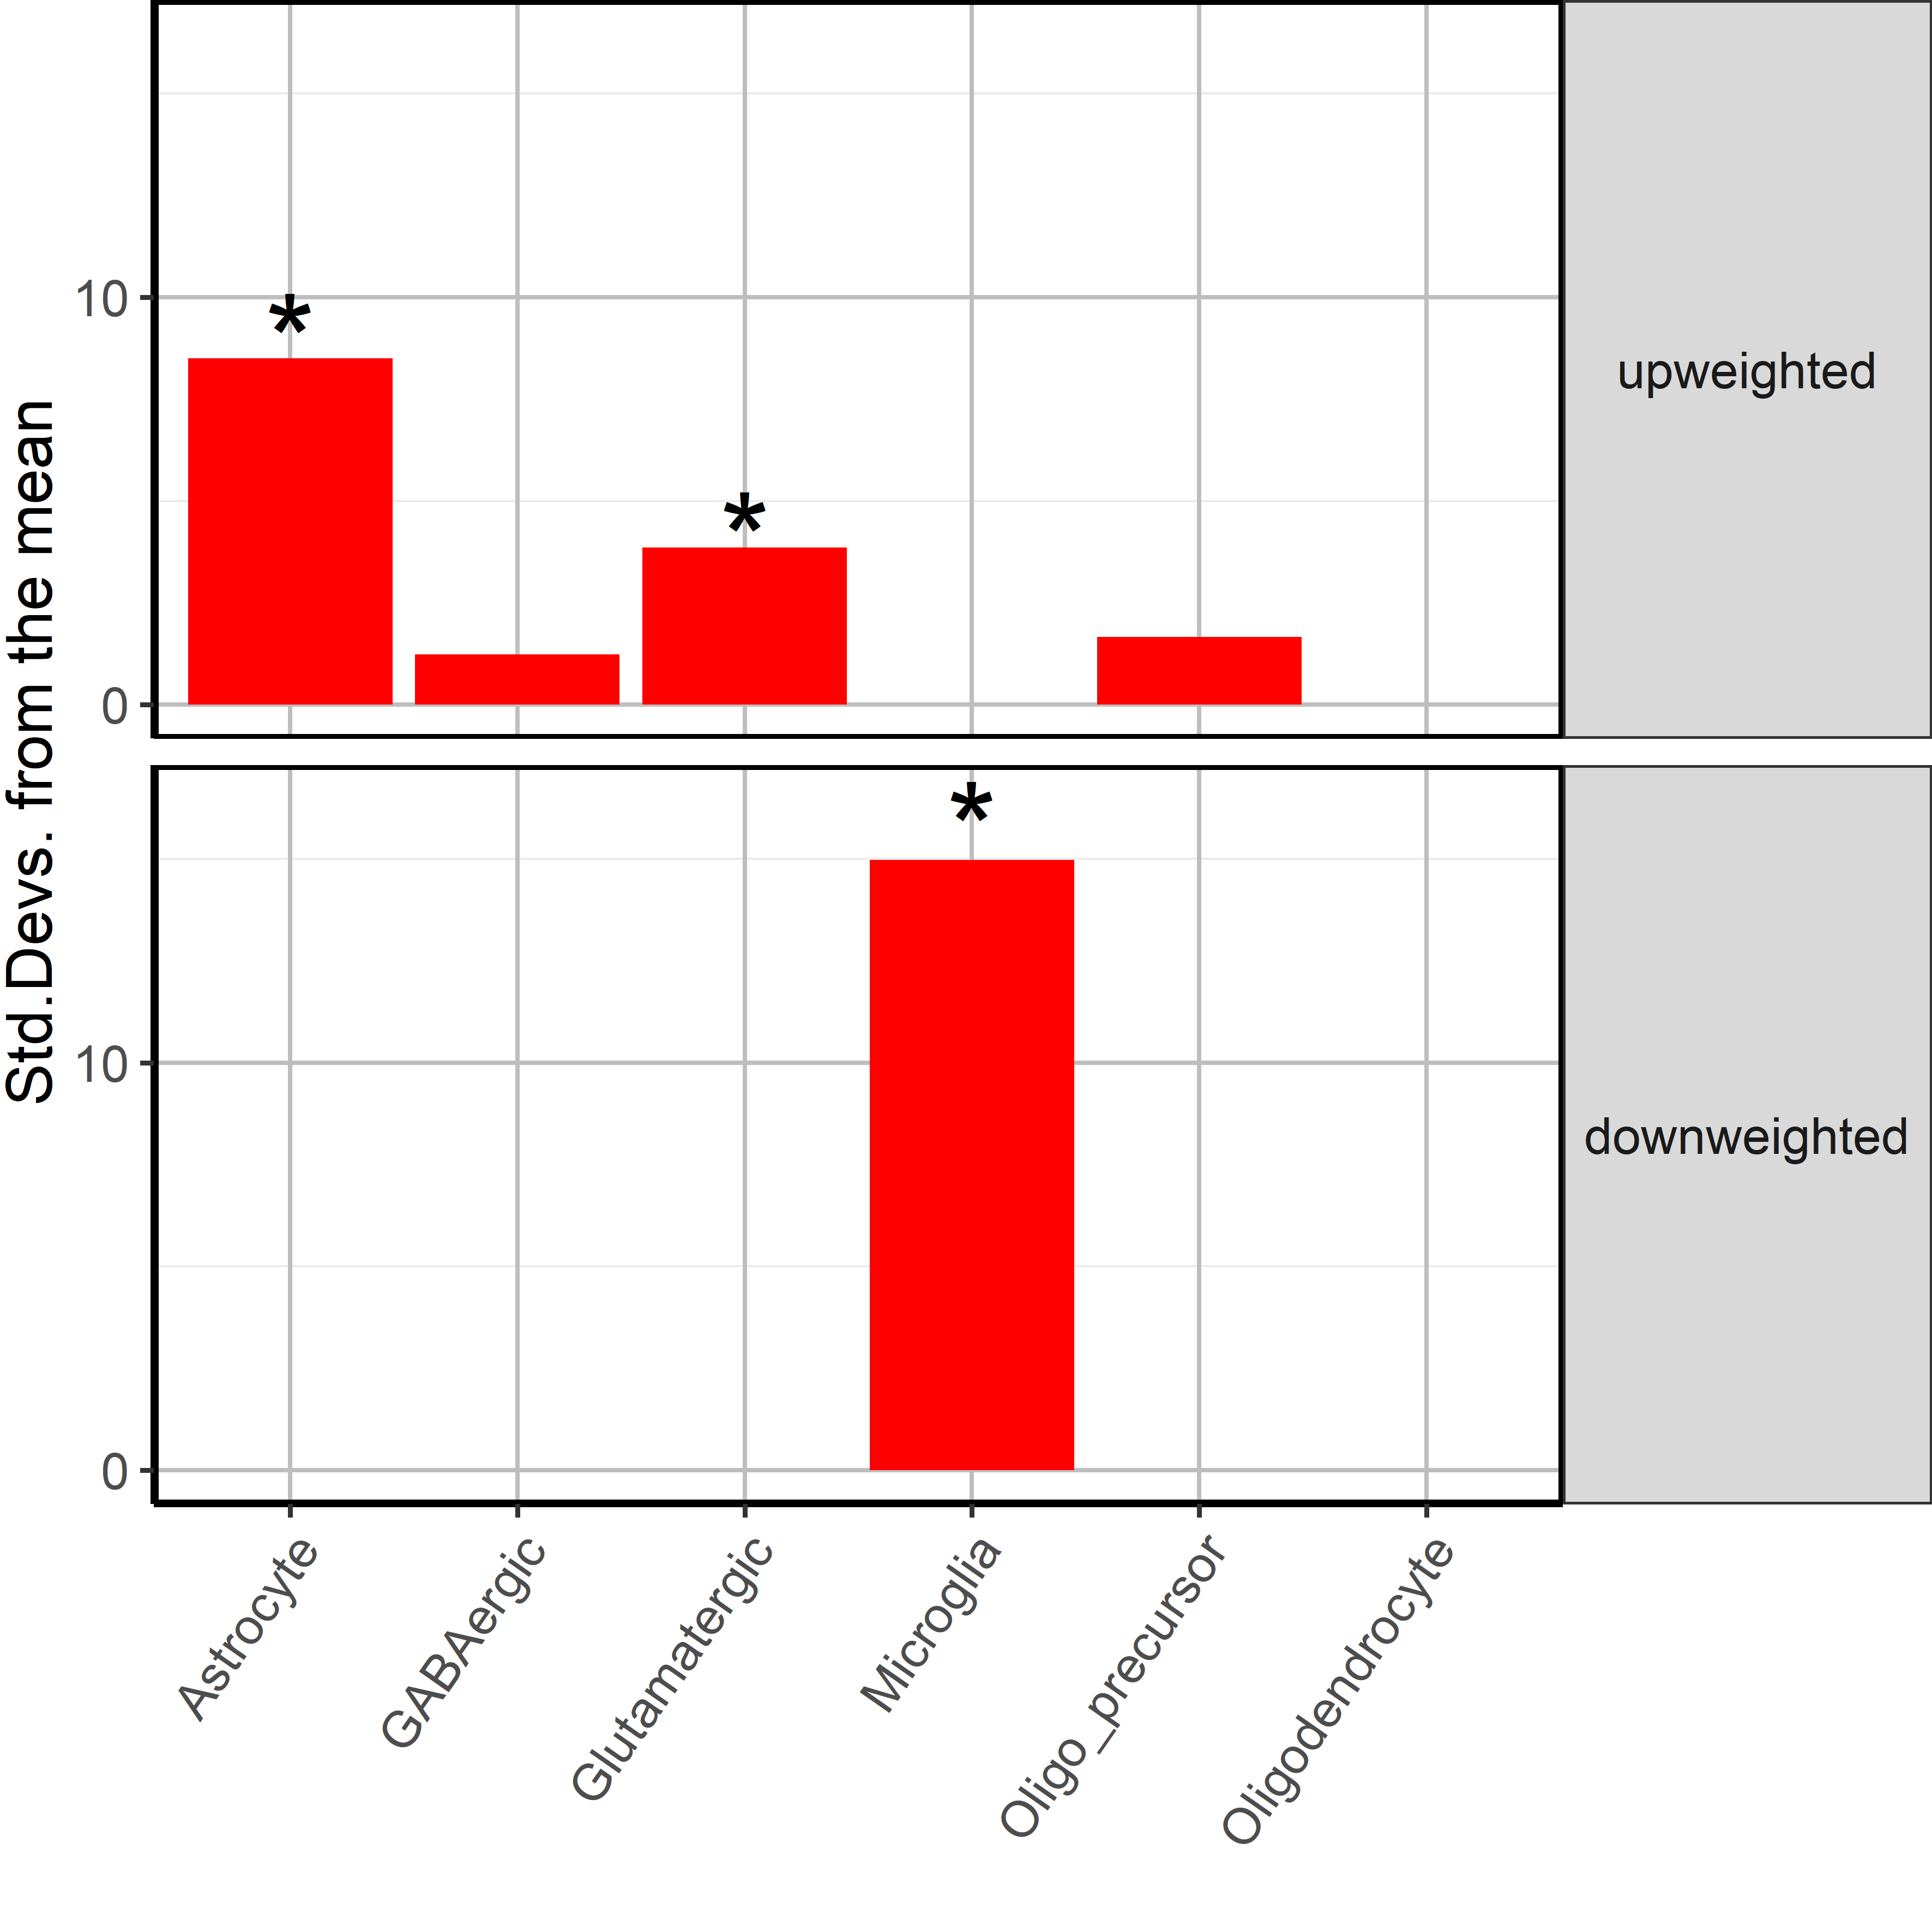 Std.Devs. from the mean
10
*
*
0
upweighted
*
10
0
downweighted
Astrocyte
GABAergic
Glutamatergic
Microglia
Oligo_precursor
Oligodendrocyte